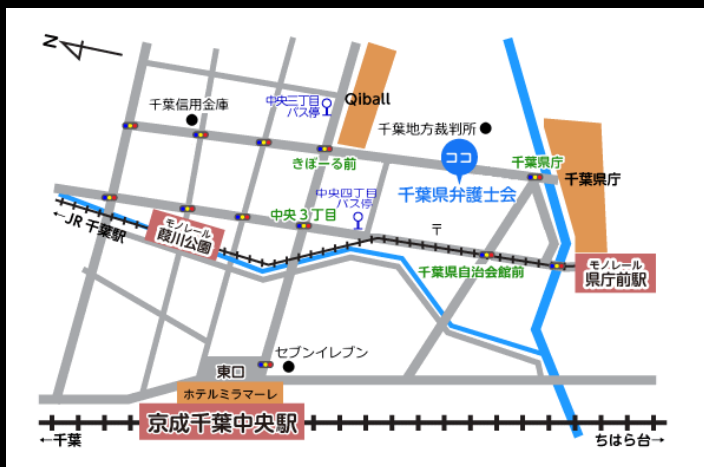 N
千葉信用金庫
中央三丁目
バス停
Qiball
千葉地方裁判所
きぼーる前
ココ
千葉県庁
千葉県庁
千葉県弁護士会
中央四丁目
バス停
中央３丁目
←JR 千葉駅
モノレール
葭川公園
〒
千葉県自治会館前
モノレール
県庁前駅
セブンイレブン
東口
ホテルミラマーレ
京成千葉中央駅
←千葉
ちはら台→